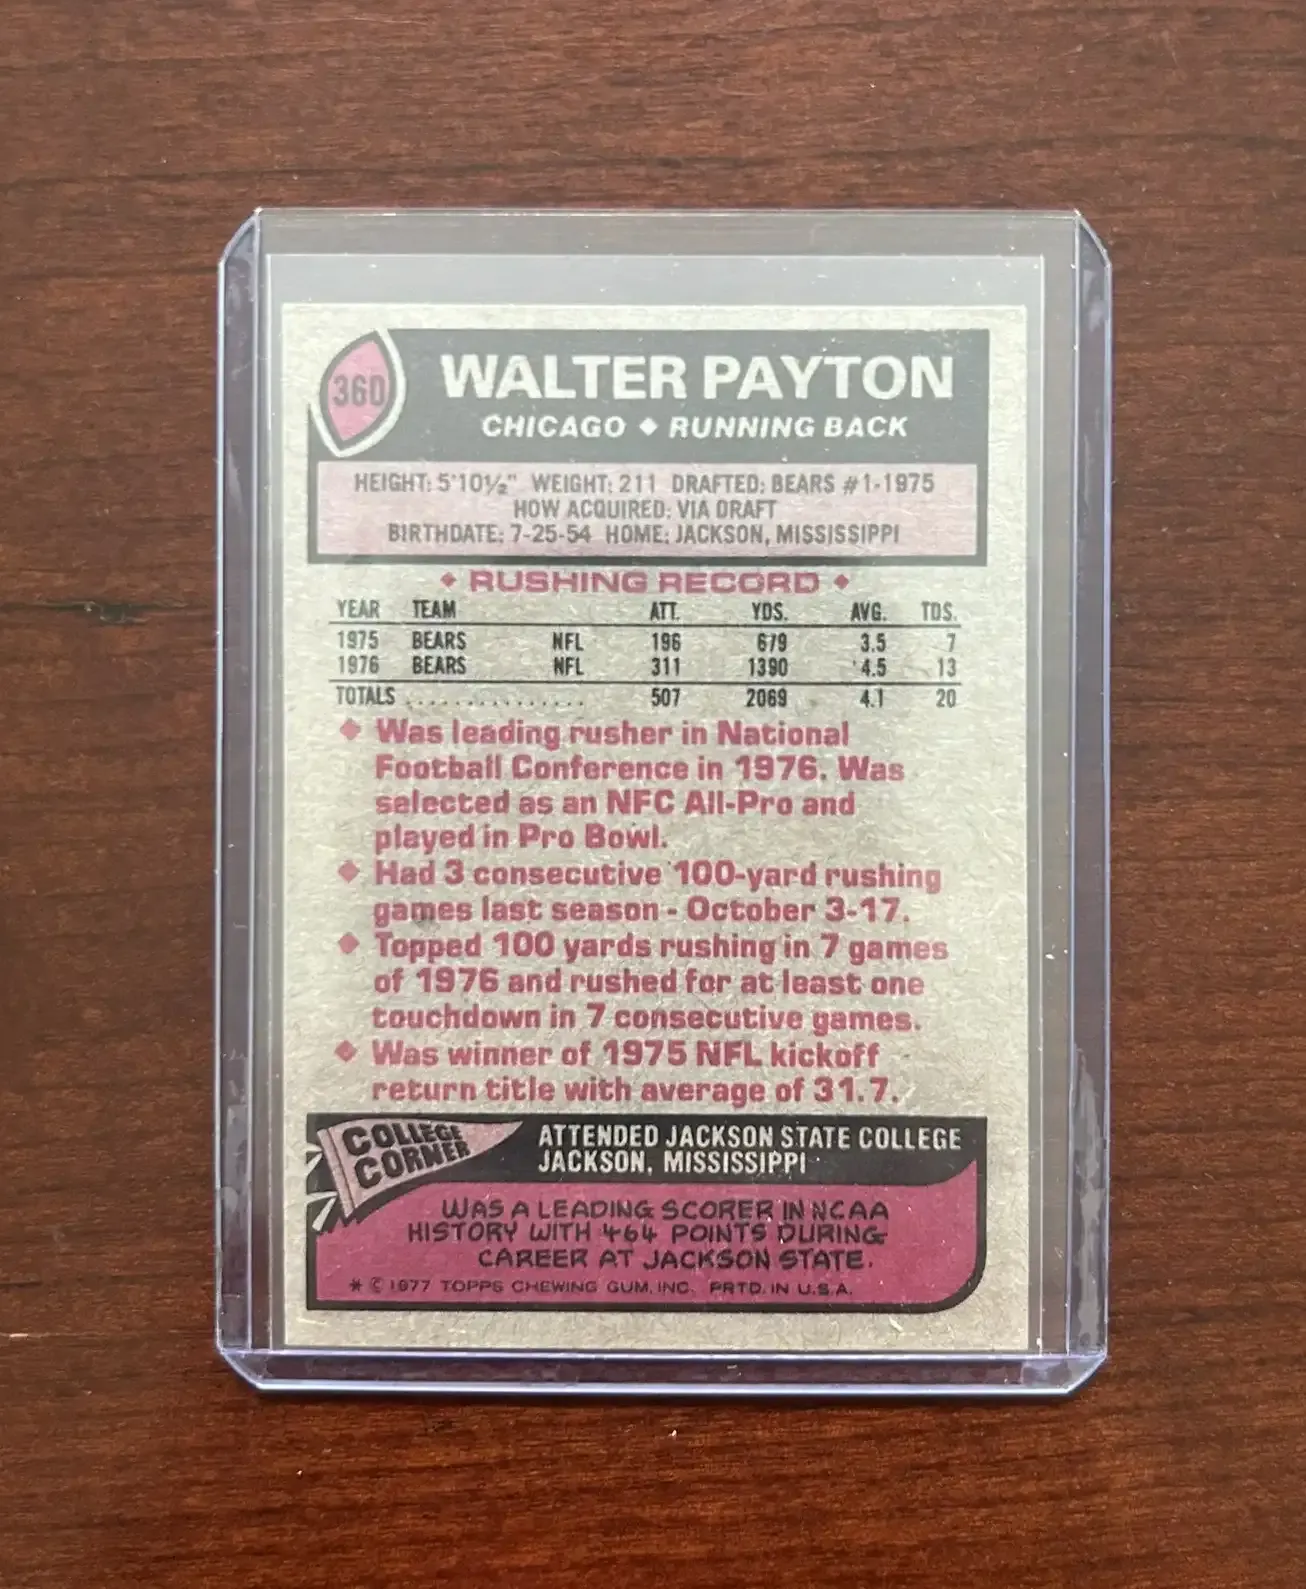 360
WALTER PAYTON
CHICAGO ◆ RUNNING BACK
HEIGHT: 5'10½" WEIGHT: 211 DRAFTED: BEARS #1-1975
HOW ACQUIRED: VIA DRAFT
BIRTHDATE: 7-25-54 HOME: JACKSON, MISSISSIPPI
◆ RUSHING RECORD ◆
YEAR TEAM ATT. YDS. AVG. TDS.
1975 BEARS NFL 196 679 3.5 7
1976 BEARS NFL 311 1390 4.5 13
TOTALS .............. 507 2069 4.1 20
◆ Was leading rusher in National
Football Conference in 1976. Was
selected as an NFC All-Pro and
played in Pro Bowl.
◆ Had 3 consecutive 100-yard rushing
games last season - October 3-17.
◆ Topped 100 yards rushing in 7 games
of 1976 and rushed for at least one
touchdown in 7 consecutive games.
◆ Was winner of 1975 NFL kickoff
return title with average of 31.7.
COLLEGE
CORNER
ATTENDED JACKSON STATE COLLEGE
JACKSON, MISSISSIPPI
WAS A LEADING SCORER IN NCAA
HISTORY WITH 464 POINTS DURING
CAREER AT JACKSON STATE.
* © 1977 TOPPS CHEWING GUM, INC. PRTD. IN U.S.A.